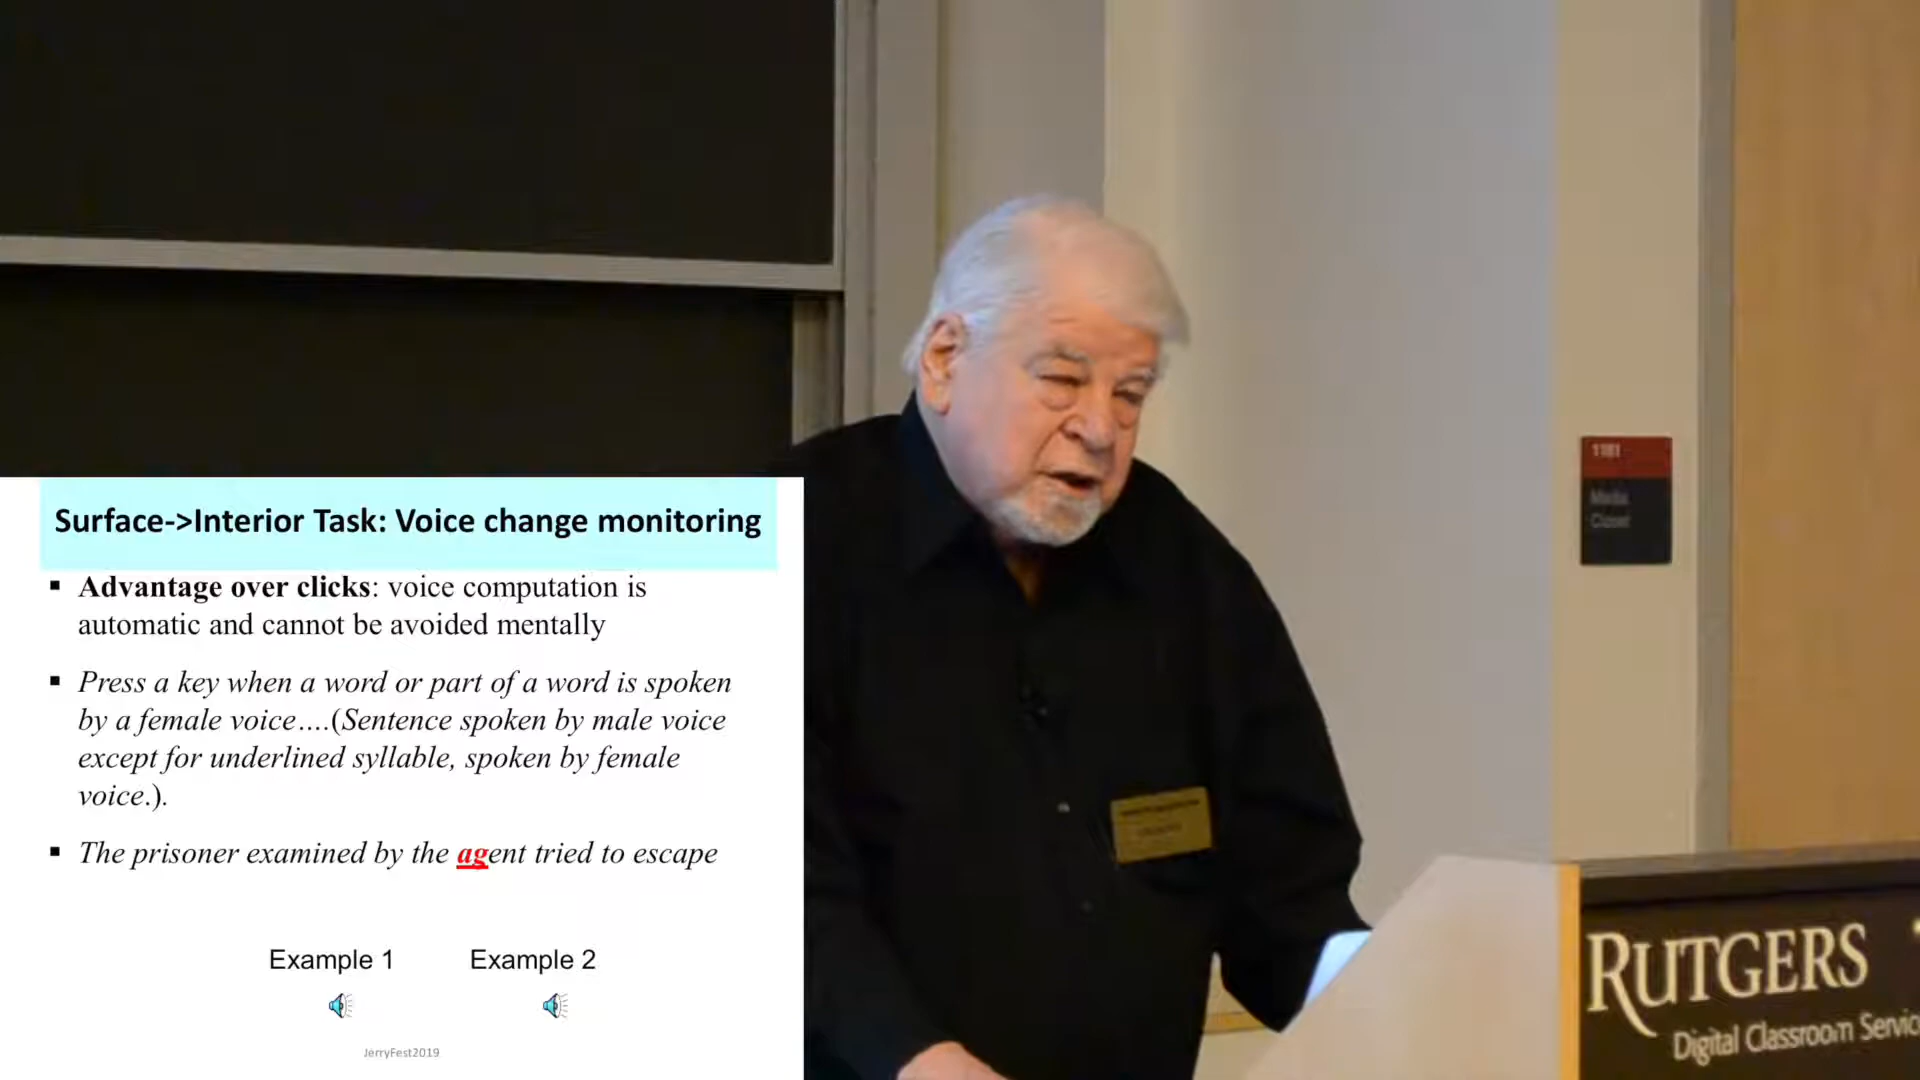 Surface->Interior Task: Voice change monitoring
▪ Advantage over clicks: voice computation is
automatic and cannot be avoided mentally
▪ Press a key when a word or part of a word is spoken
by a female voice….(Sentence spoken by male voice
except for underlined syllable, spoken by female
voice.).
▪ The prisoner examined by the agent tried to escape
Example 1 Example 2
JerryFest2019
1181
Media
Closet
RUTGERS
Digital Classroom Servic